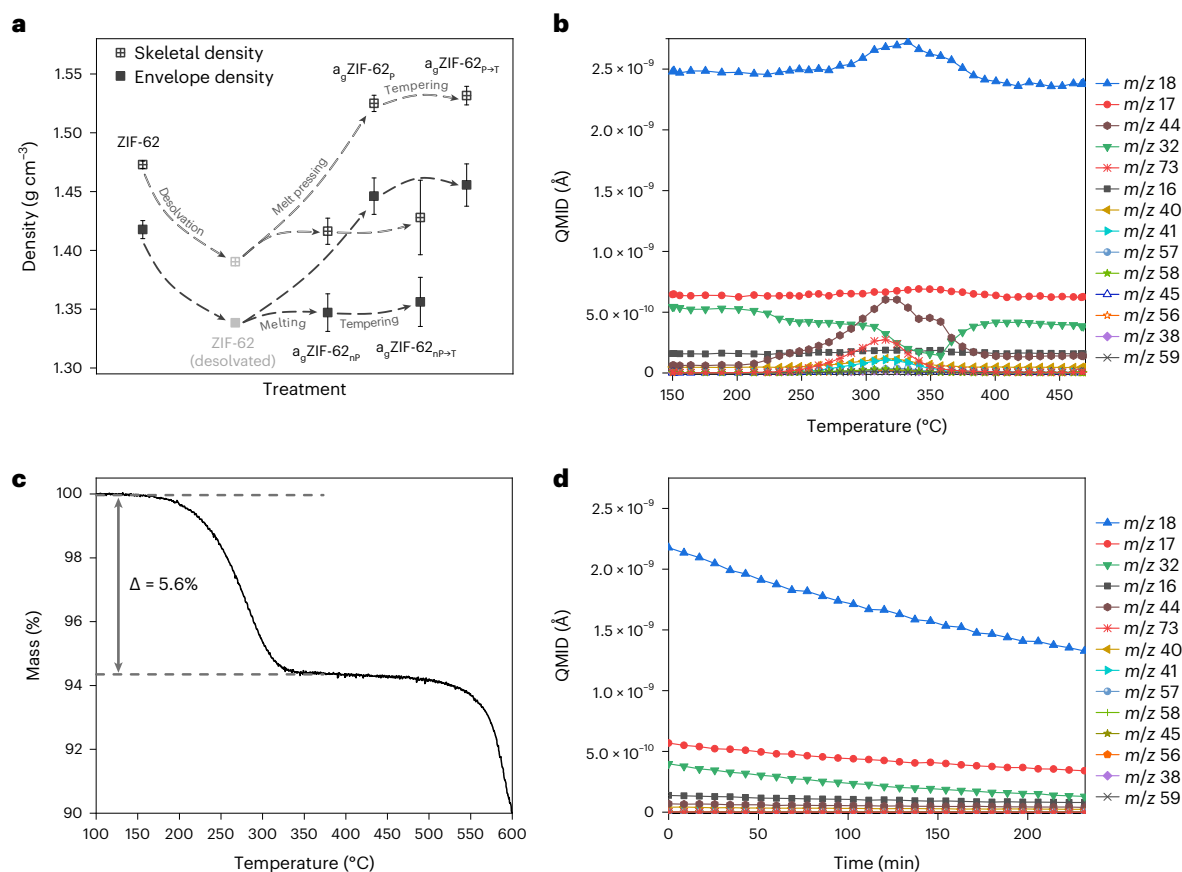 a
Skeletal density
Envelope density
1.55
1.50
1.45
1.40
1.35
1.30
Density (g cm⁻³)
ZIF-62
Desolvation
Melt pressing
agZIF-62P
agZIF-62P→T
Tempering
ZIF-62
(desolvated)
Melting
Tempering
agZIF-62nP
agZIF-62nP→T
Treatment
b
2.5 × 10⁻⁹
2.0 × 10⁻⁹
1.5 × 10⁻⁹
1.0 × 10⁻⁹
5.0 × 10⁻¹⁰
0
QMID (Å)
150 200 250 300 350 400 450
Temperature (°C)
m/z 18
m/z 17
m/z 44
m/z 32
m/z 73
m/z 16
m/z 40
m/z 41
m/z 57
m/z 58
m/z 45
m/z 56
m/z 38
m/z 59
c
100
98
96
94
92
90
Mass (%)
Δ = 5.6%
100 200 300 400 500 600
Temperature (°C)
d
2.5 × 10⁻⁹
2.0 × 10⁻⁹
1.5 × 10⁻⁹
1.0 × 10⁻⁹
5.0 × 10⁻¹⁰
0
QMID (Å)
0 50 100 150 200
Time (min)
m/z 18
m/z 17
m/z 32
m/z 16
m/z 44
m/z 73
m/z 40
m/z 41
m/z 57
m/z 58
m/z 45
m/z 56
m/z 38
m/z 59